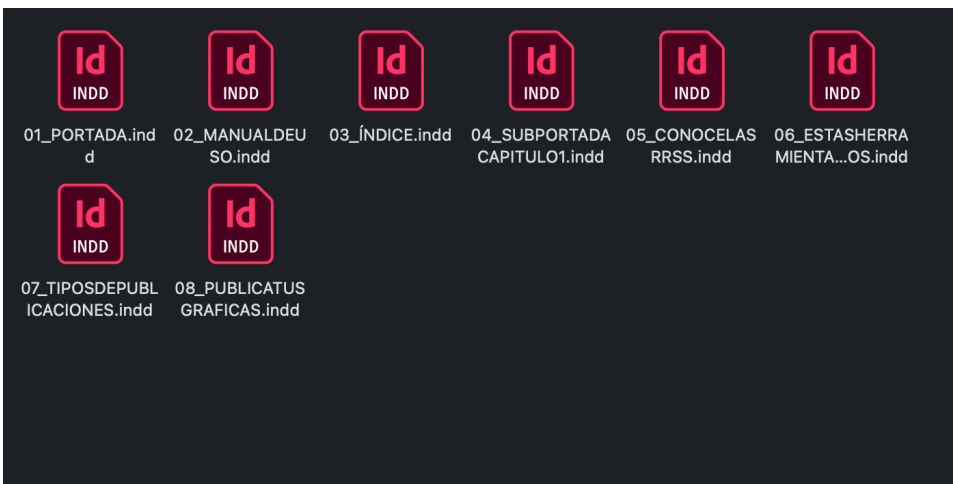 Id Id Id Id Id Id
INDD INDD INDD INDD INDD INDD
01_PORTADA.ind 02_MANUALDEU 03_ÍNDICE.indd 04_SUBPORTADA 05_CONOCELAS 06_ESTASHERRA
d SO.indd CAPITULO1.indd RRSS.indd MIENTA...OS.indd
Id Id
INDD INDD
07_TIPOSDEPUBL 08_PUBLICATUS
ICACIONES.indd GRAFICAS.indd